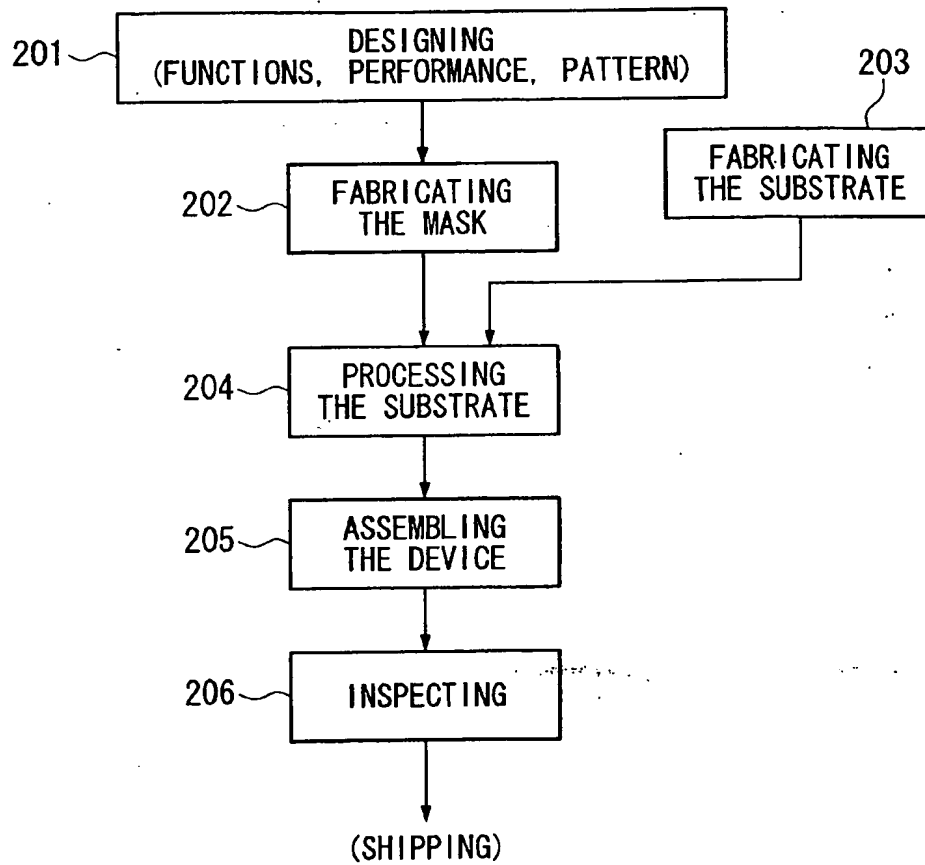 201
DESIGNING
(FUNCTIONS, PERFORMANCE, PATTERN)
203
FABRICATING
THE SUBSTRATE
202
FABRICATING
THE MASK
204
PROCESSING
THE SUBSTRATE
205
ASSEMBLING
THE DEVICE
206
INSPECTING
(SHIPPING)